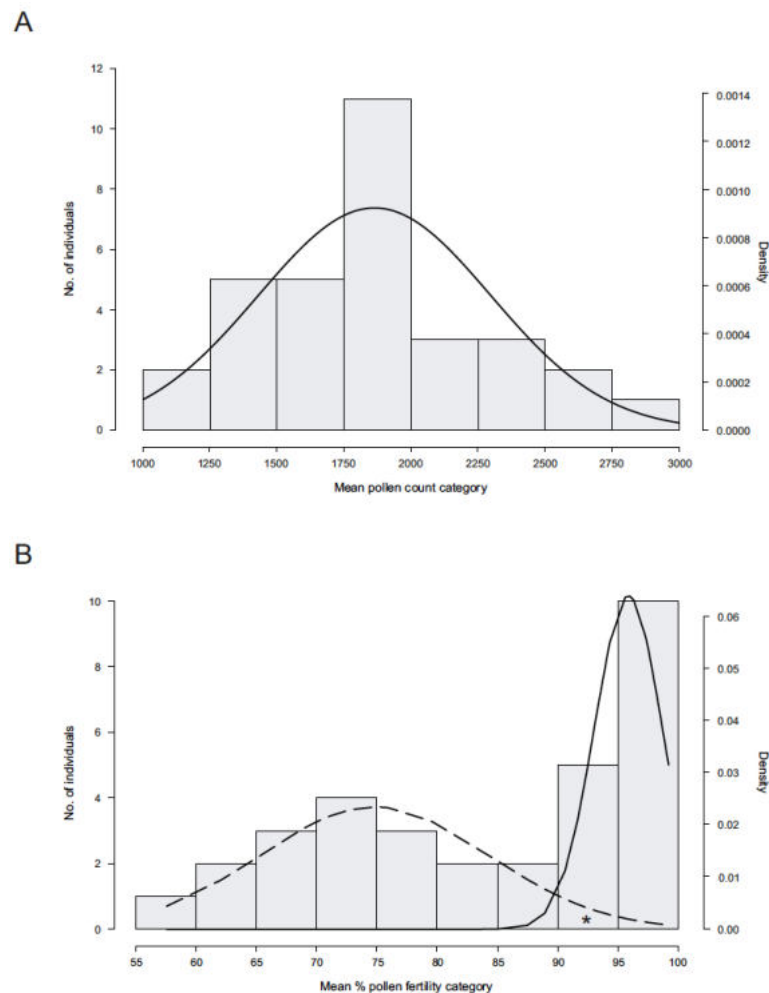 A
12
10
8
6
4
2
0
No. of individuals
0.0014
0.0012
0.0010
0.0008
0.0006
0.0004
0.0002
0.0000
Density
1000 1250 1500 1750 2000 2250 2500 2750 3000
Mean pollen count category
B
10
8
6
4
2
0
No. of individuals
0.06
0.05
0.04
0.03
0.02
0.01
0.00
Density
*
55 60 65 70 75 80 85 90 95 100
Mean % pollen fertility category